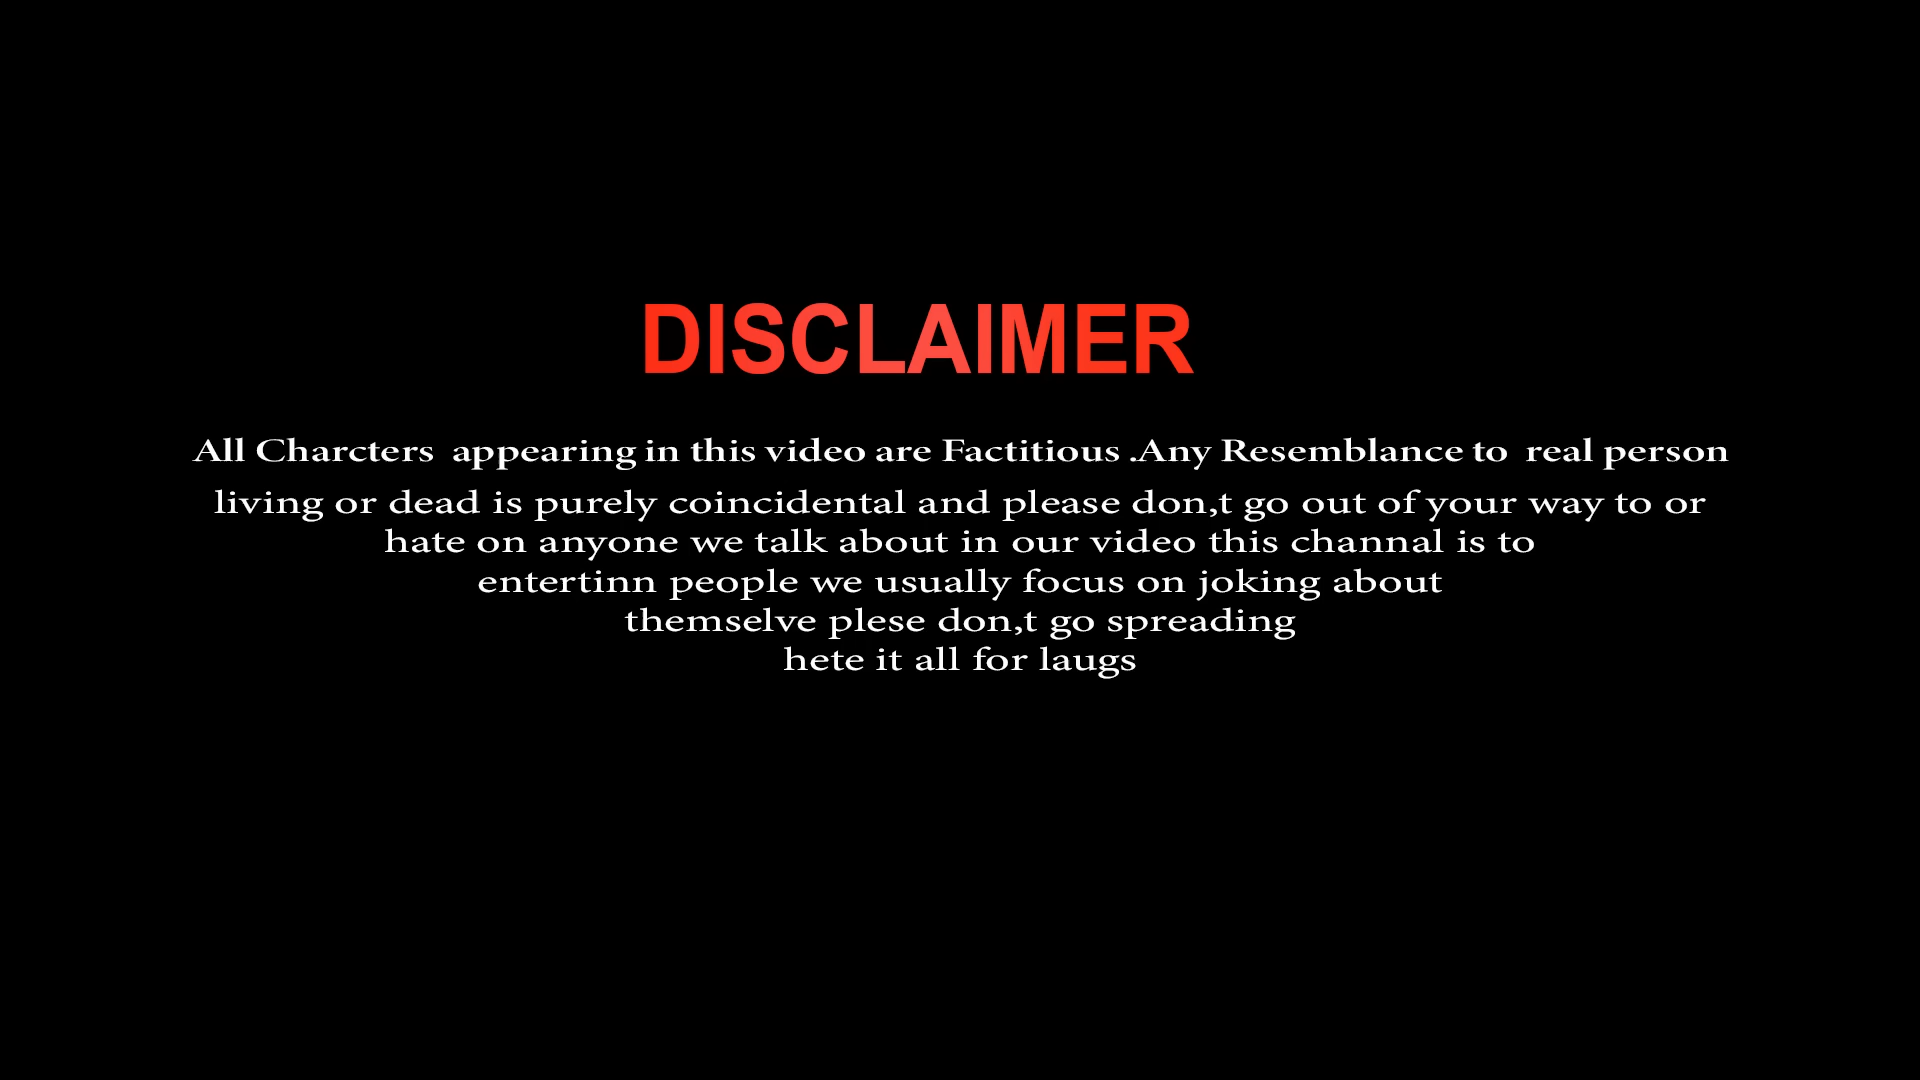 DISCLAIMER
All Charcters appearing in this video are Factitious .Any Resemblance to real person
living or dead is purely coincidental and please don,t go out of your way to or
hate on anyone we talk about in our video this channal is to
entertinn people we usually focus on joking about
themselve plese don,t go spreading
hete it all for laugs